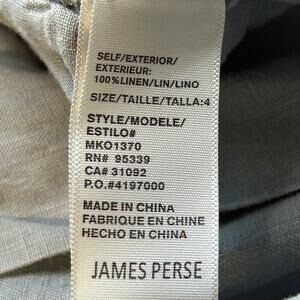 SELF/EXTERIOR/
EXTERIEUR:
100%LINEN/LIN/LINO
SIZE/TAILLE/TALLA:4
STYLE/MODELE/
ESTILO#
MKO1370
RN# 95339
CA# 31092
P.O.#4197000
MADE IN CHINA
FABRIQUE EN CHINE
HECHO EN CHINA
JAMES PERSE